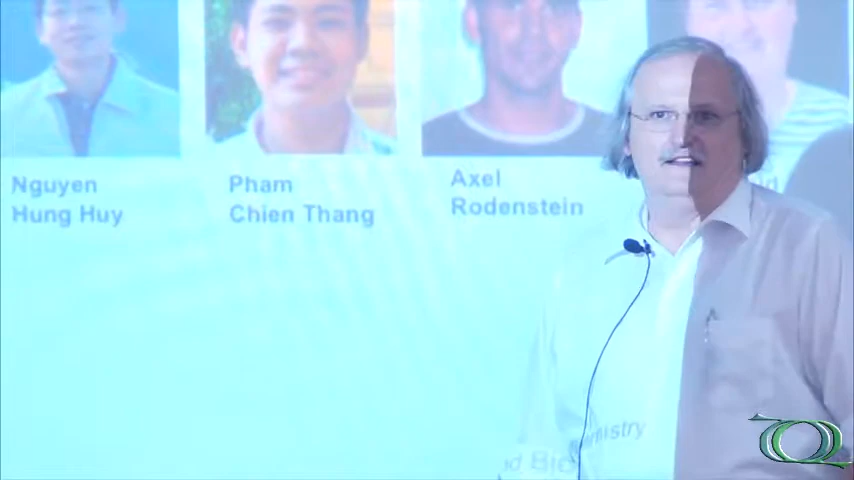 Nguyen
Hung Huy
Pham
Chien Thang
Axel
Rodenstein